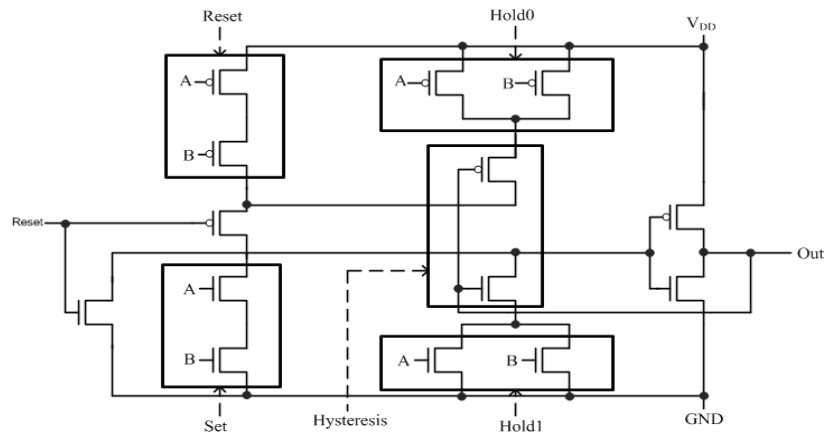 Reset
Hold0
VDD
A
A
B
B
Reset
Out
A
B
A
B
Set
Hysteresis
Hold1
GND